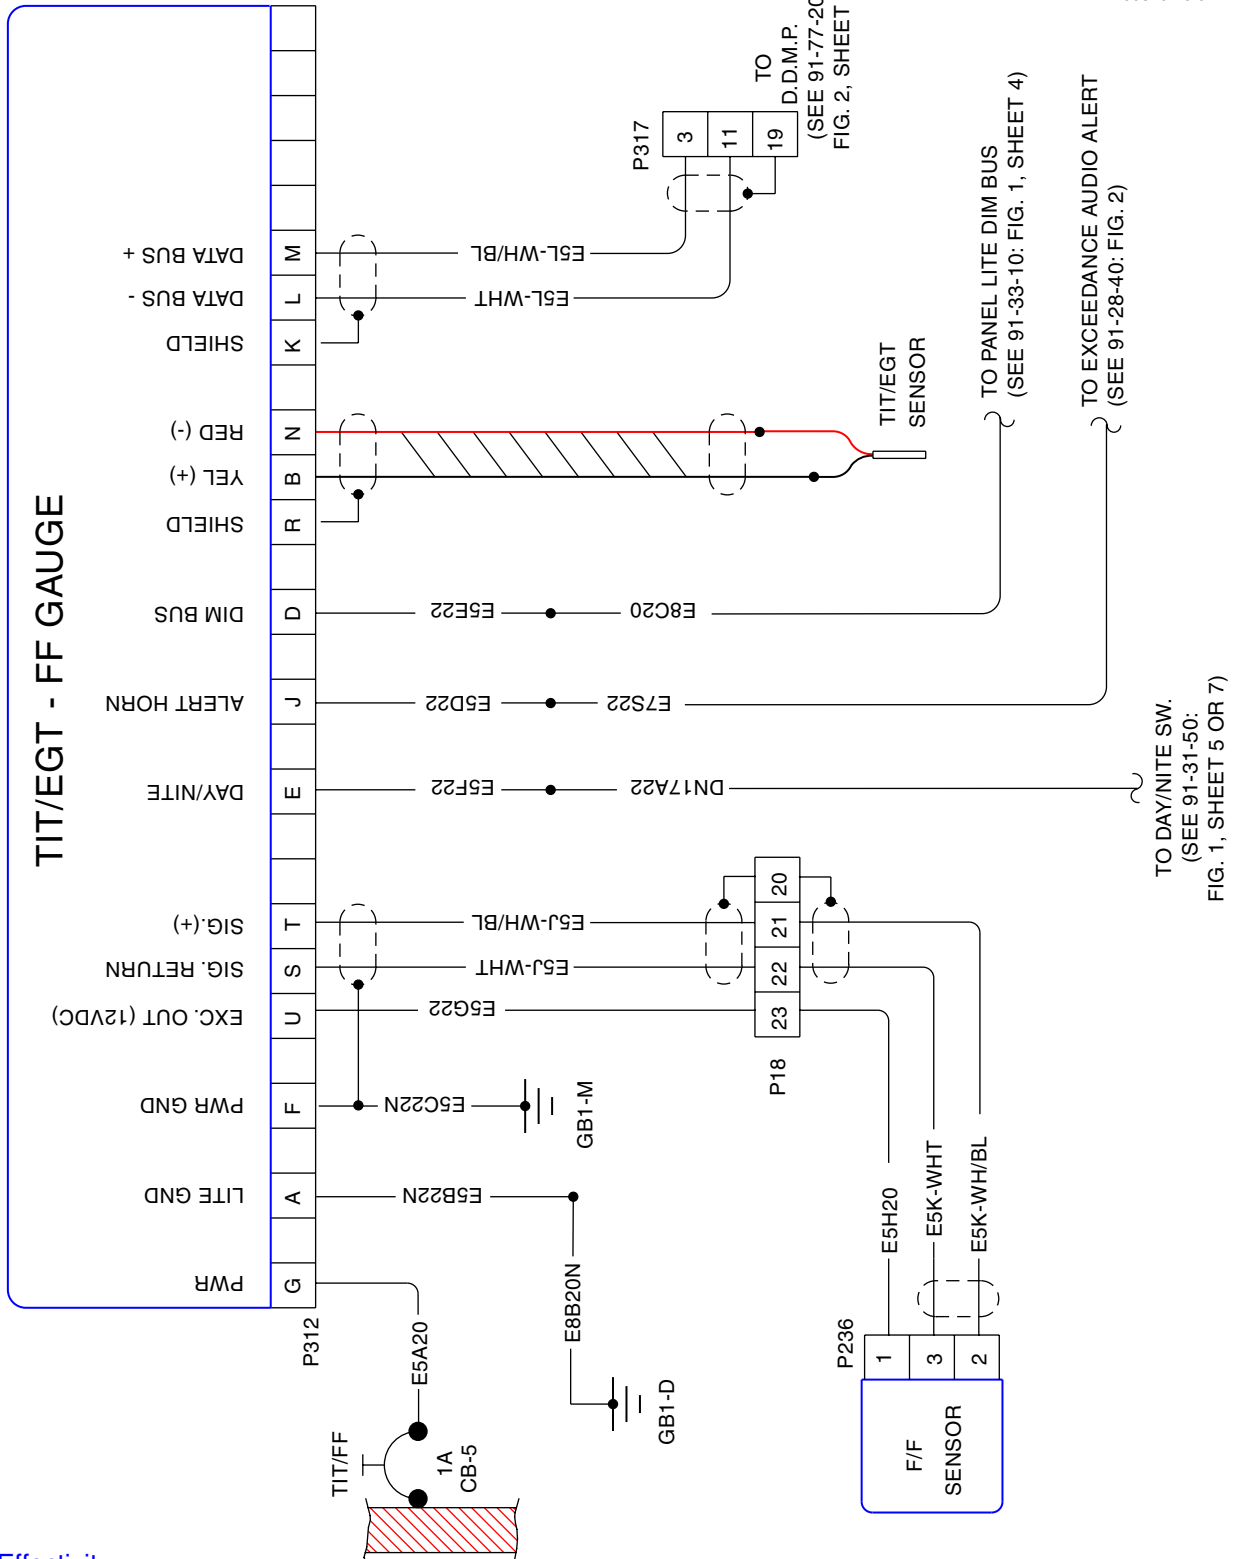 TIT/EGT - FF GAUGE
DATA BUS +
DATA BUS -
SHIELD
RED (-)
YEL (+)
SHIELD
DIM BUS
ALERT HORN
DAY/NITE
SIG.(+)
SIG. RETURN
EXC. OUT (12VDC)
PWR GND
LITE GND
PWR
M
L
K
N
B
R
D
J
E
T
S
U
F
A
G
P312
E5L-WH/BL
E5L-WHT
P317
3
11
19
TO
D.D.M.P.
(SEE 91-77-20
FIG. 2, SHEET
TIT/EGT
SENSOR
E5E22
E8C20
TO PANEL LITE DIM BUS
(SEE 91-33-10: FIG. 1, SHEET 4)
E5D22
E7S22
TO EXCEEDANCE AUDIO ALERT
(SEE 91-28-40: FIG. 2)
E5F22
DN17A22
TO DAY/NITE SW.
(SEE 91-31-50:
FIG. 1, SHEET 5 OR 7)
E5J-WH/BL
E5J-WHT
E5G22
20
21
22
23
P18
E5C22N
GB1-M
E5B22N
E8B20N
GB1-D
E5A20
TIT/FF
1A
CB-5
E5H20
E5K-WHT
E5K-WH/BL
P236
1
3
2
F/F
SENSOR